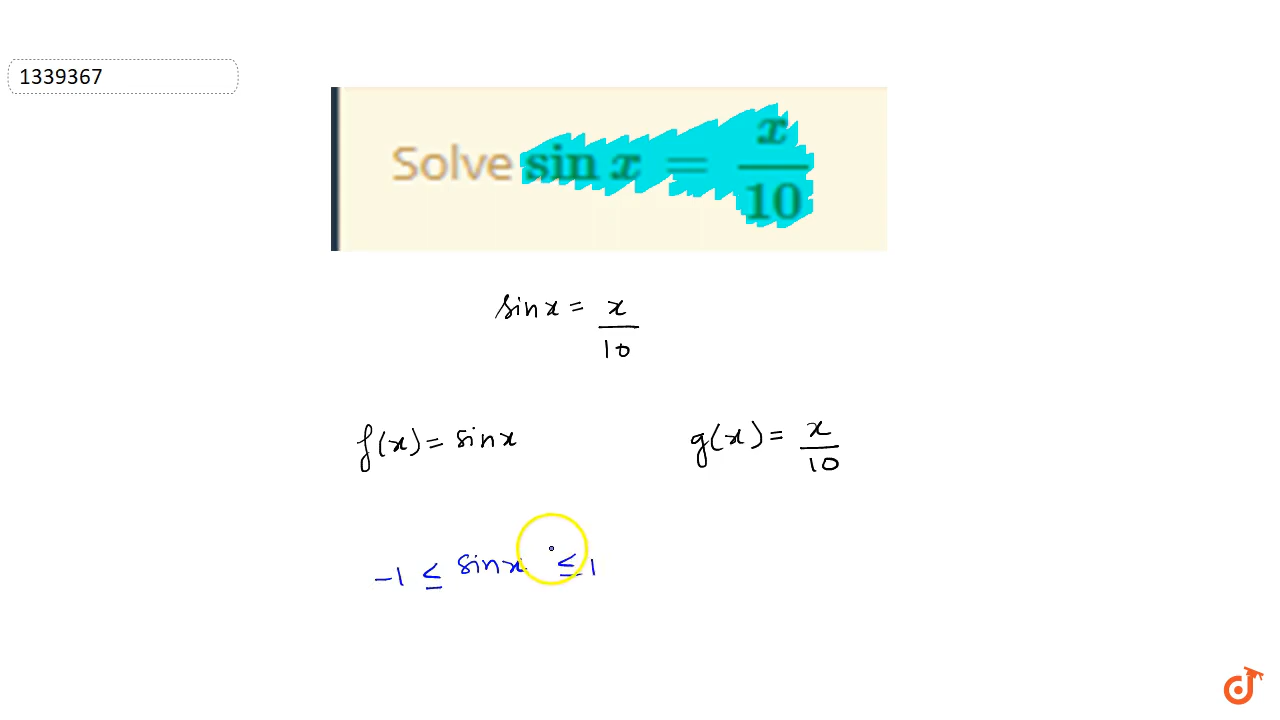 1339367
Solve sin x = x/10
sin x = x/10
f(x) = sin x
g(x) = x/10
-1 ≤ sin x ≤ 1